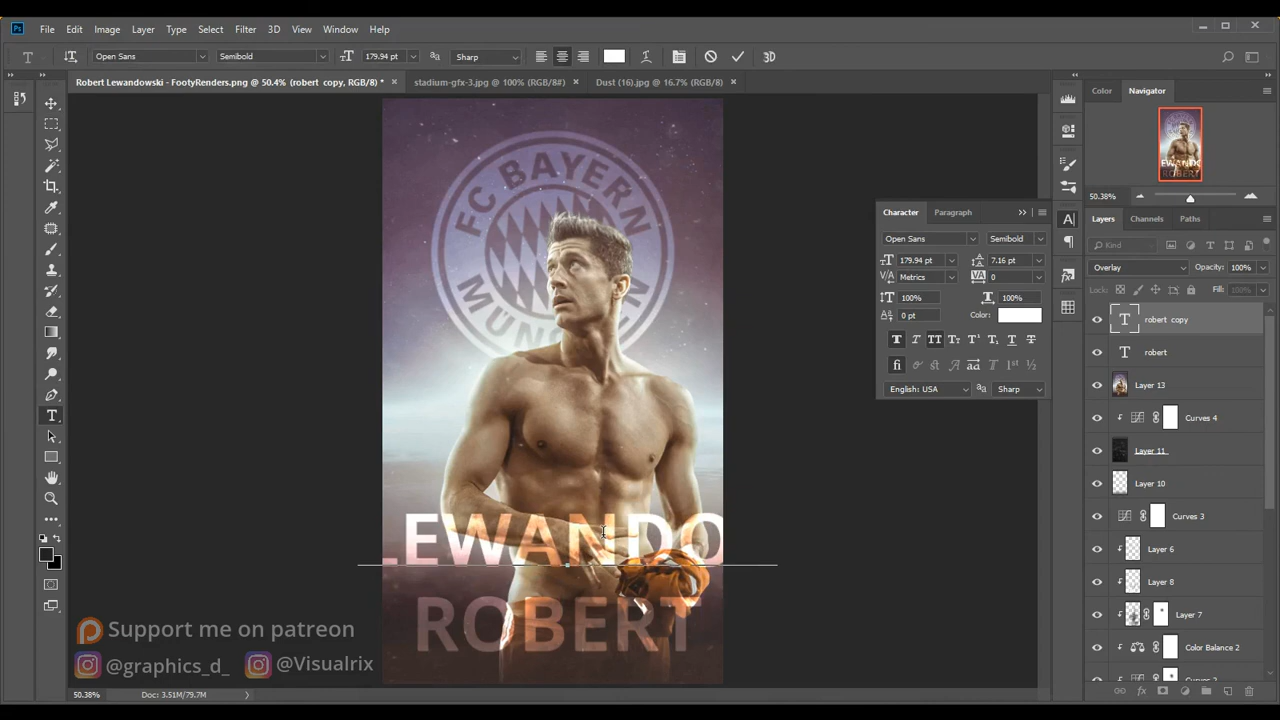 Ps File Edit Image Layer Type Select Filter 3D View Window Help
T Open Sans Semibold 179.94 pt Sharp 3D
Robert Lewandowski - FootyRenders.png @ 50.4% (robert copy, RGB/8) * × stadium-gfx-3.jpg @ 100% (RGB/8#) × Dust (16).jpg @ 16.7% (RGB/8) ×
Color Navigator
50.38%
Character Paragraph
Open Sans Semibold
179.94 pt 7.16 pt
Metrics 0
100% 100%
0 pt Color:
English: USA Sharp
Layers Channels Paths
Kind
Overlay Opacity: 100%
Lock: Fill: 100%
robert copy
robert
Layer 13
Curves 4
Layer 11
Layer 10
Curves 3
Layer 6
Layer 8
Layer 7
Color Balance 2
FC BAYERN
MÜNCHEN
LEWANDO
ROBERT
Support me on patreon
@graphics_d_ @Visualrix
50.38% Doc: 3.51M/79.7M